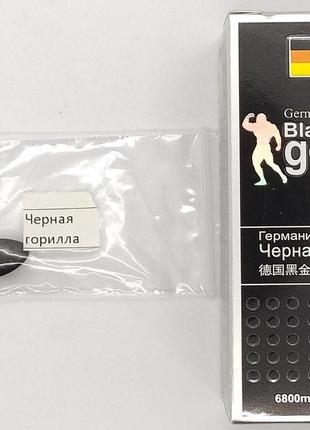 Черная
горилла
Germ
Bla
g
Германи
Черна
德国黑金
6800m